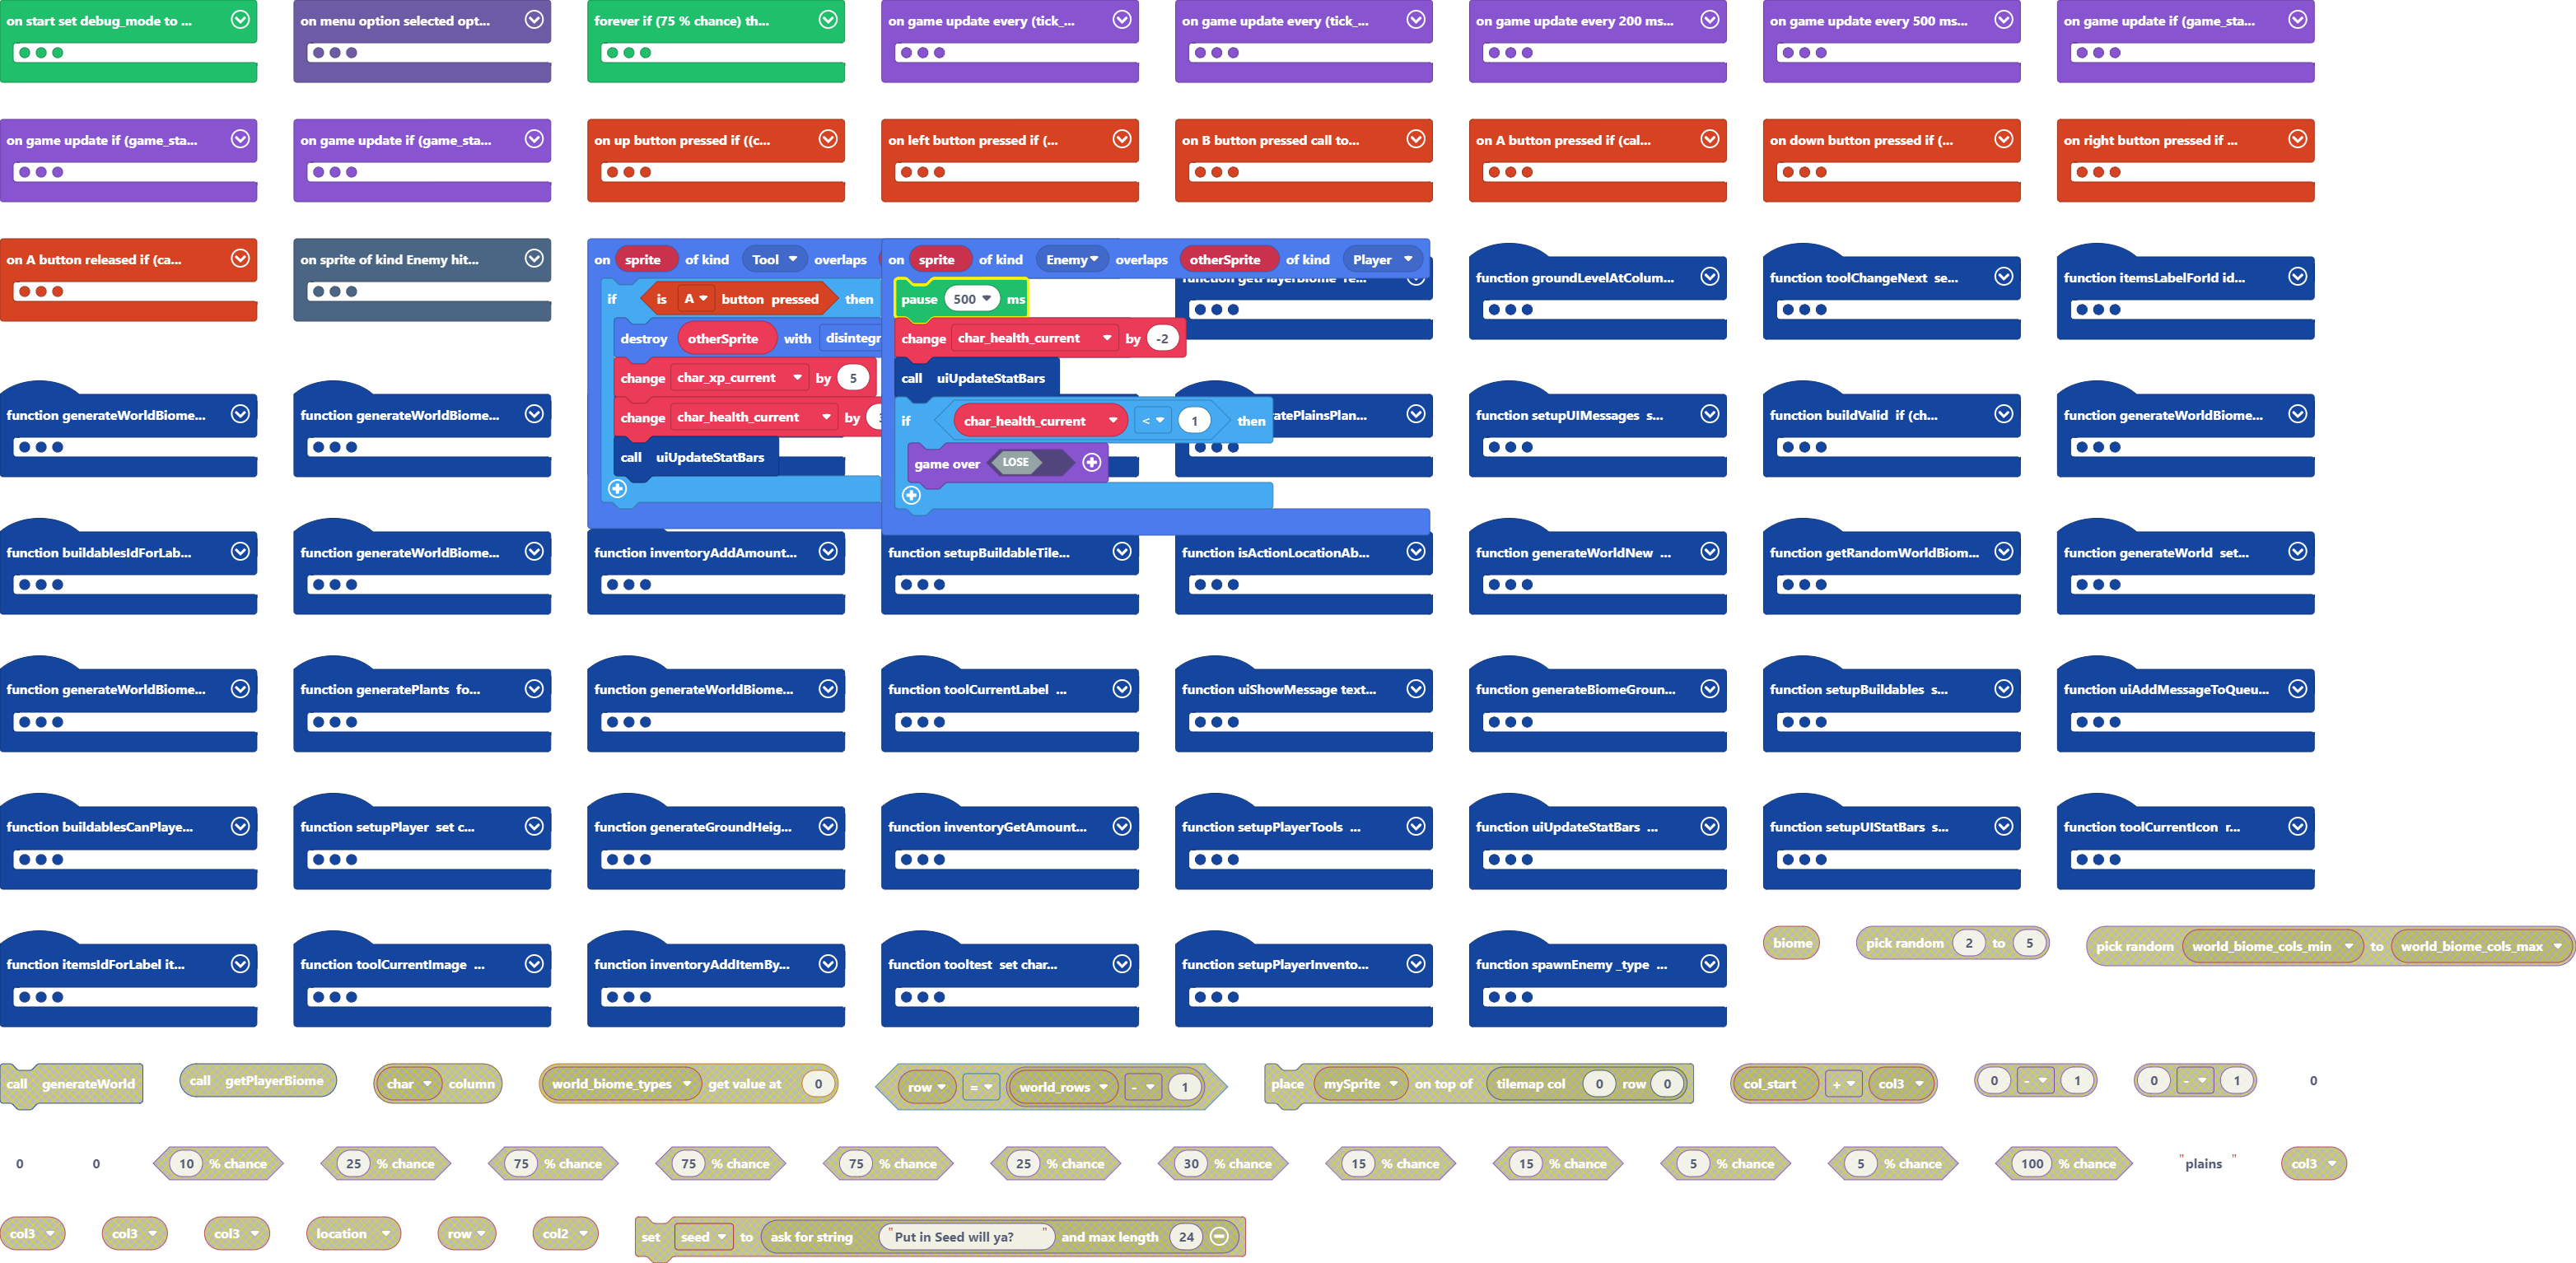 on start set debug_mode to ...
on menu option selected opt...
forever if (75 % chance) th...
on game update every (tick_...
on game update every (tick_...
on game update every 200 ms...
on game update every 500 ms...
on game update if (game_sta...
on game update if (game_sta...
on game update if (game_sta...
on up button pressed if ((c...
on left button pressed if (...
on B button pressed call to...
on A button pressed if (cal...
on down button pressed if (...
on right button pressed if ...
on A button released if (ca...
on sprite of kind Enemy hit...
on sprite of kind Tool overlaps
if is A button pressed then
destroy otherSprite with disintegr
change char_xp_current by 5
change char_health_current by
call uiUpdateStatBars
on sprite of kind Enemy overlaps otherSprite of kind Player
pause 500 ms
change char_health_current by -2
call uiUpdateStatBars
if char_health_current < 1 then
game over LOSE
function getPlayerBiome re...
function groundLevelAtColum...
function toolChangeNext se...
function itemsLabelForId id...
function generateWorldBiome...
function generateWorldBiome...
atePlainsPlan...
function setupUIMessages s...
function buildValid if (ch...
function generateWorldBiome...
function buildablesIdForLab...
function generateWorldBiome...
function inventoryAddAmount...
function setupBuildableTile...
function isActionLocationAb...
function generateWorldNew ...
function getRandomWorldBiom...
function generateWorld set...
function generateWorldBiome...
function generatePlants fo...
function generateWorldBiome...
function toolCurrentLabel ...
function uiShowMessage text...
function generateBiomeGroun...
function setupBuildables s...
function uiAddMessageToQueu...
function buildablesCanPlaye...
function setupPlayer set c...
function generateGroundHeig...
function inventoryGetAmount...
function setupPlayerTools ...
function uiUpdateStatBars ...
function setupUIStatBars s...
function toolCurrentIcon r...
function itemsIdForLabel it...
function toolCurrentImage ...
function inventoryAddItemBy...
function tooltest set char...
function setupPlayerInvento...
function spawnEnemy _type ...
biome
pick random 2 to 5
pick random world_biome_cols_min to world_biome_cols_max
call generateWorld
call getPlayerBiome
char column
world_biome_types get value at 0
row = world_rows - 1
place mySprite on top of tilemap col 0 row 0
col_start + col3
0 - 1
0 - 1
0
0
0
10 % chance
25 % chance
75 % chance
75 % chance
75 % chance
25 % chance
30 % chance
15 % chance
15 % chance
5 % chance
5 % chance
100 % chance
"plains"
col3
col3
col3
col3
location
row
col2
set seed to ask for string "Put in Seed will ya?" and max length 24